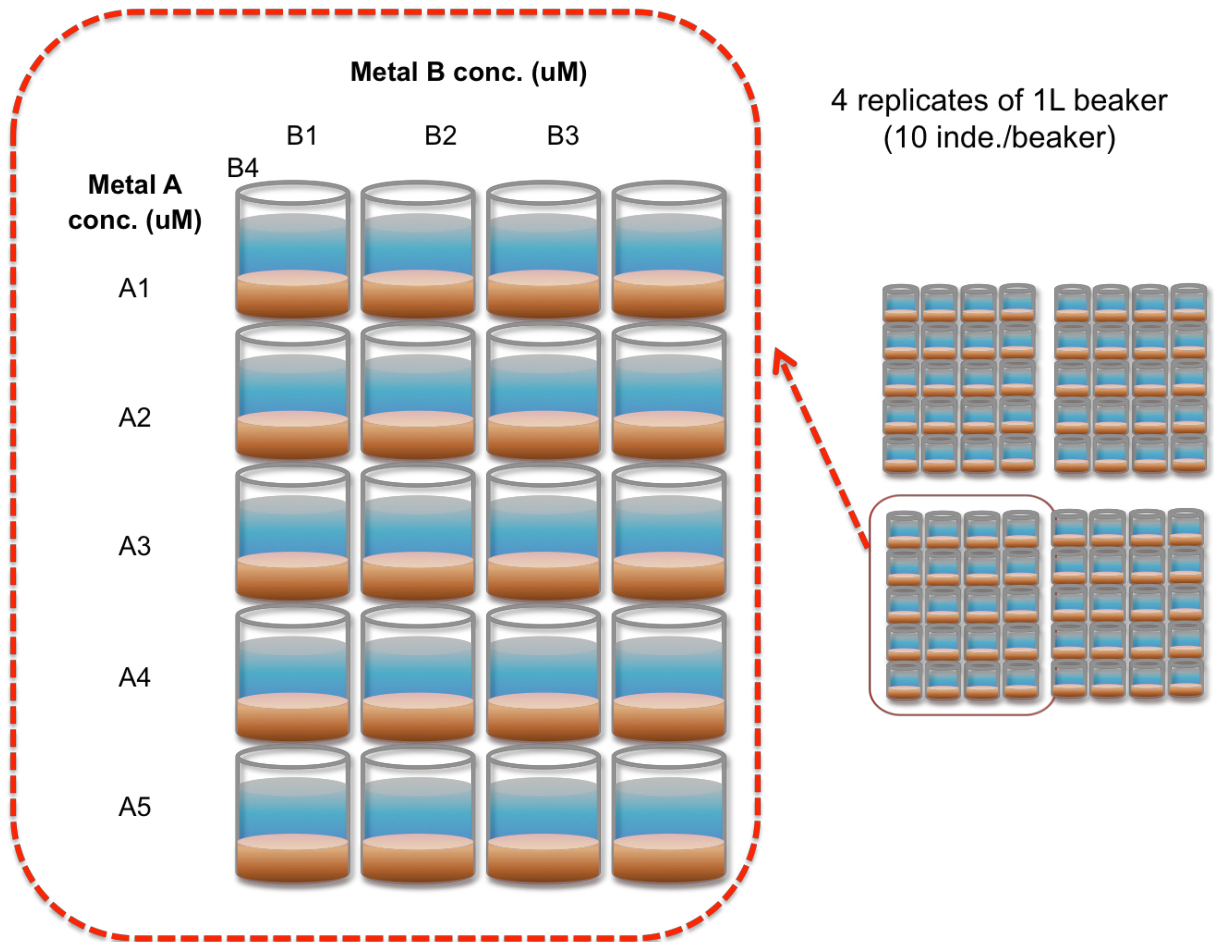 Metal B conc. (uM)
4 replicates of 1L beaker
(10 inde./beaker)
B1 B2 B3
B4
Metal A
conc. (uM)
A1
A2
A3
A4
A5